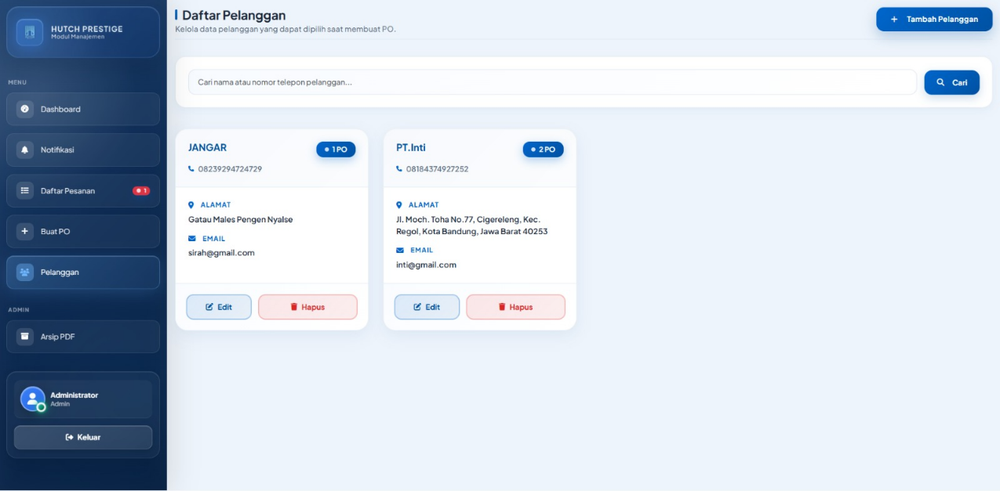 HUTCH PRESTIGE
Modul Manajemen
MENU
Dashboard
Notifikasi
Daftar Pesanan 1
Buat PO
Pelanggan
ADMIN
Arsip PDF
Administrator
Admin
Keluar
Daftar Pelanggan
Kelola data pelanggan yang dapat dipilih saat membuat PO.
Tambah Pelanggan
Cari nama atau nomor telepon pelanggan...
Cari
JANGAR
1 PO
08239294724729
ALAMAT
Gatau Males Pengen Nyalse
EMAIL
sirah@gmail.com
Edit
Hapus
PT.Inti
2 PO
08184374927252
ALAMAT
Jl. Moch. Toha No.77, Cigereleng, Kec.
Regol, Kota Bandung, Jawa Barat 40253
EMAIL
inti@gmail.com
Edit
Hapus